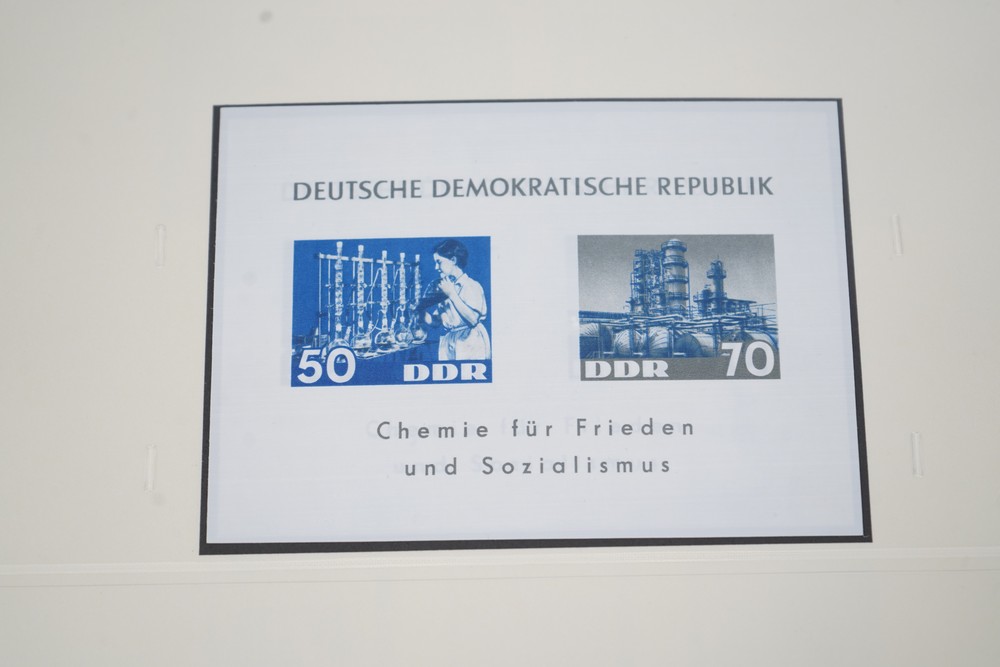 DEUTSCHE DEMOKRATISCHE REPUBLIK
50 DDR
DDR 70
Chemie für Frieden
und Sozialismus